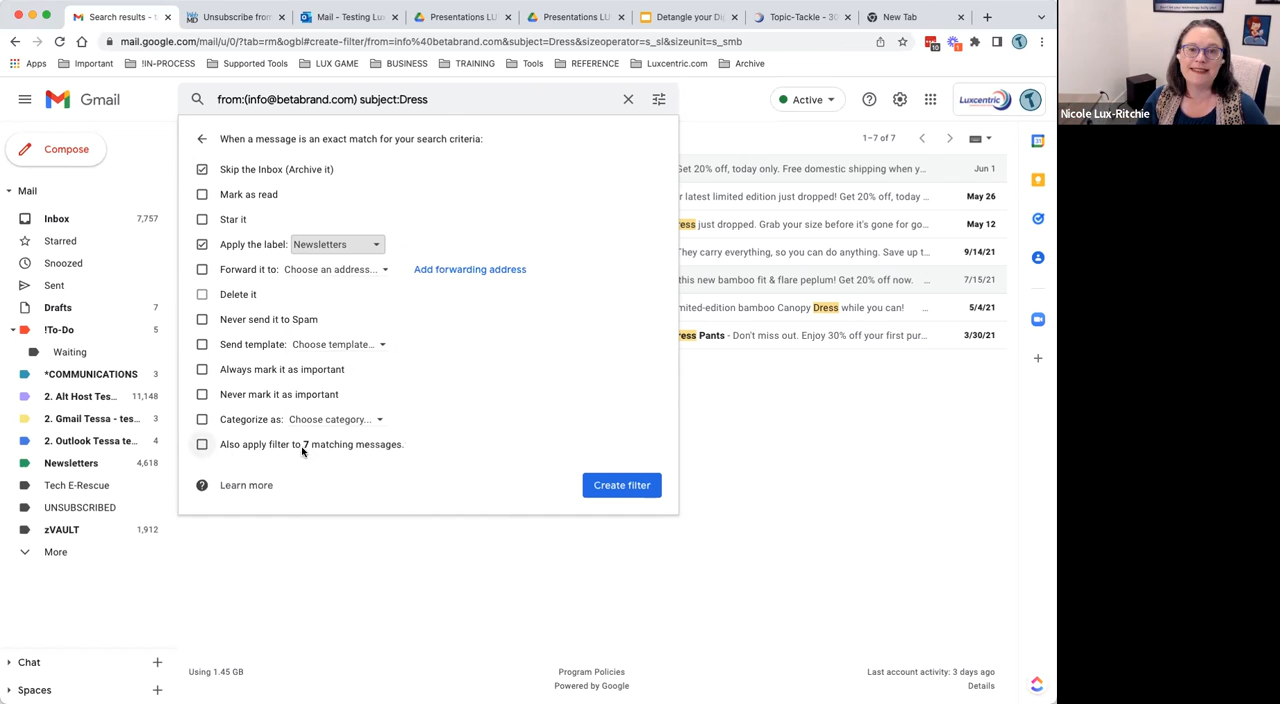 Search results - t
Unsubscribe from
Mail - Testing Lu
Presentations LU
Presentations LU
Detangle your Di
Topic-Tackle - 30
New Tab
mail.google.com/mail/u/0/?tab=rm&ogbl#create-filter/from=info%40betabrand.com&subject=Dress&sizeoperator=s_sl&sizeunit=s_smb
Apps
!mportant
!IN-PROCESS
Supported Tools
LUX GAME
BUSINESS
TRAINING
Tools
REFERENCE
Luxcentric.com
Archive
Gmail
from:(info@betabrand.com) subject:Dress
Active
Luxcentric
Compose
Mail
Inbox 7,757
Starred
Snoozed
Sent
Drafts 7
!To-Do 5
Waiting
*COMMUNICATIONS 3
2. Alt Host Tes... 11,148
2. Gmail Tessa - tes... 3
2. Outlook Tessa te... 4
Newsletters 4,618
Tech E-Rescue
UNSUBSCRIBED
zVAULT 1,912
More
Chat
Spaces
When a message is an exact match for your search criteria:
Skip the Inbox (Archive it)
Mark as read
Star it
Apply the label: Newsletters
Forward it to: Choose an address... Add forwarding address
Delete it
Never send it to Spam
Send template: Choose template...
Always mark it as important
Never mark it as important
Categorize as: Choose category...
Also apply filter to 7 matching messages.
Learn more
Create filter
1–7 of 7
Get 20% off, today only. Free domestic shipping when y... Jun 1
r latest limited edition just dropped! Get 20% off, today ... May 26
ess just dropped. Grab your size before it's gone for go... May 12
They carry everything, so you can do anything. Save up t... 9/14/21
this new bamboo fit & flare peplum! Get 20% off now. ... 7/15/21
mited-edition bamboo Canopy Dress while you can! ... 5/4/21
ress Pants - Don't miss out. Enjoy 30% off your first pur... 3/30/21
Using 1.45 GB
Program Policies
Powered by Google
Last account activity: 3 days ago
Details
Nicole Lux-Ritchie